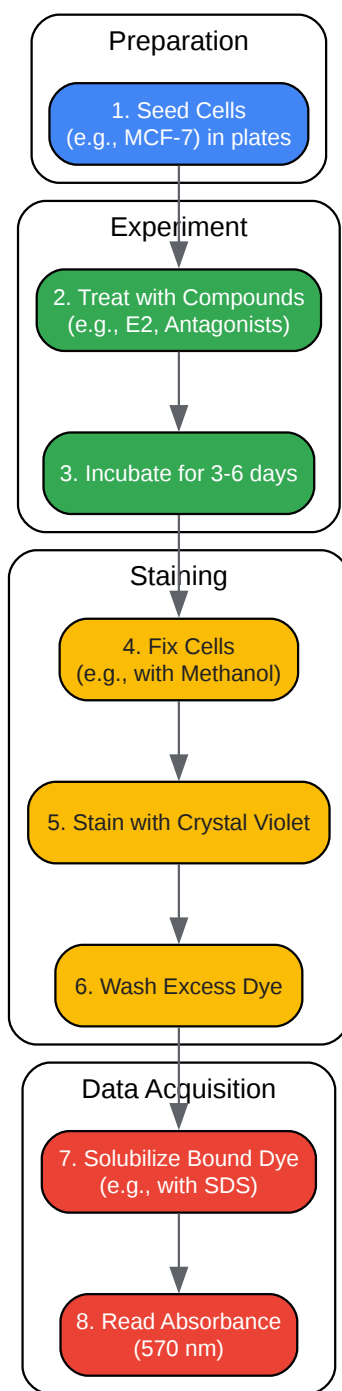 Preparation
1. Seed Cells
(e.g., MCF-7) in plates
Experiment
2. Treat with Compounds
(e.g., E2, Antagonists)
3. Incubate for 3-6 days
Staining
4. Fix Cells
(e.g., with Methanol)
5. Stain with Crystal Violet
6. Wash Excess Dye
Data Acquisition
7. Solubilize Bound Dye
(e.g., with SDS)
8. Read Absorbance
(570 nm)